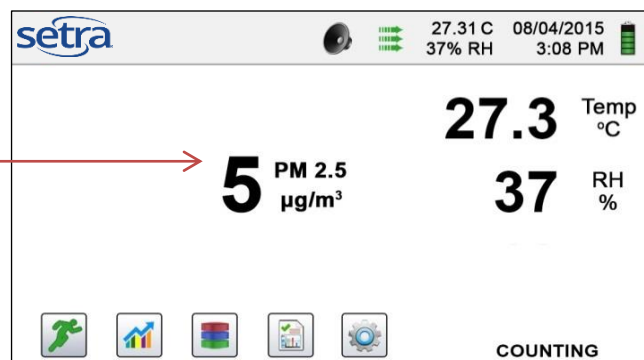 setra
27.31 C 08/04/2015
37% RH 3:08 PM
27.3 Temp
ºC
5 PM 2.5
µg/m³
37 RH
%
COUNTING